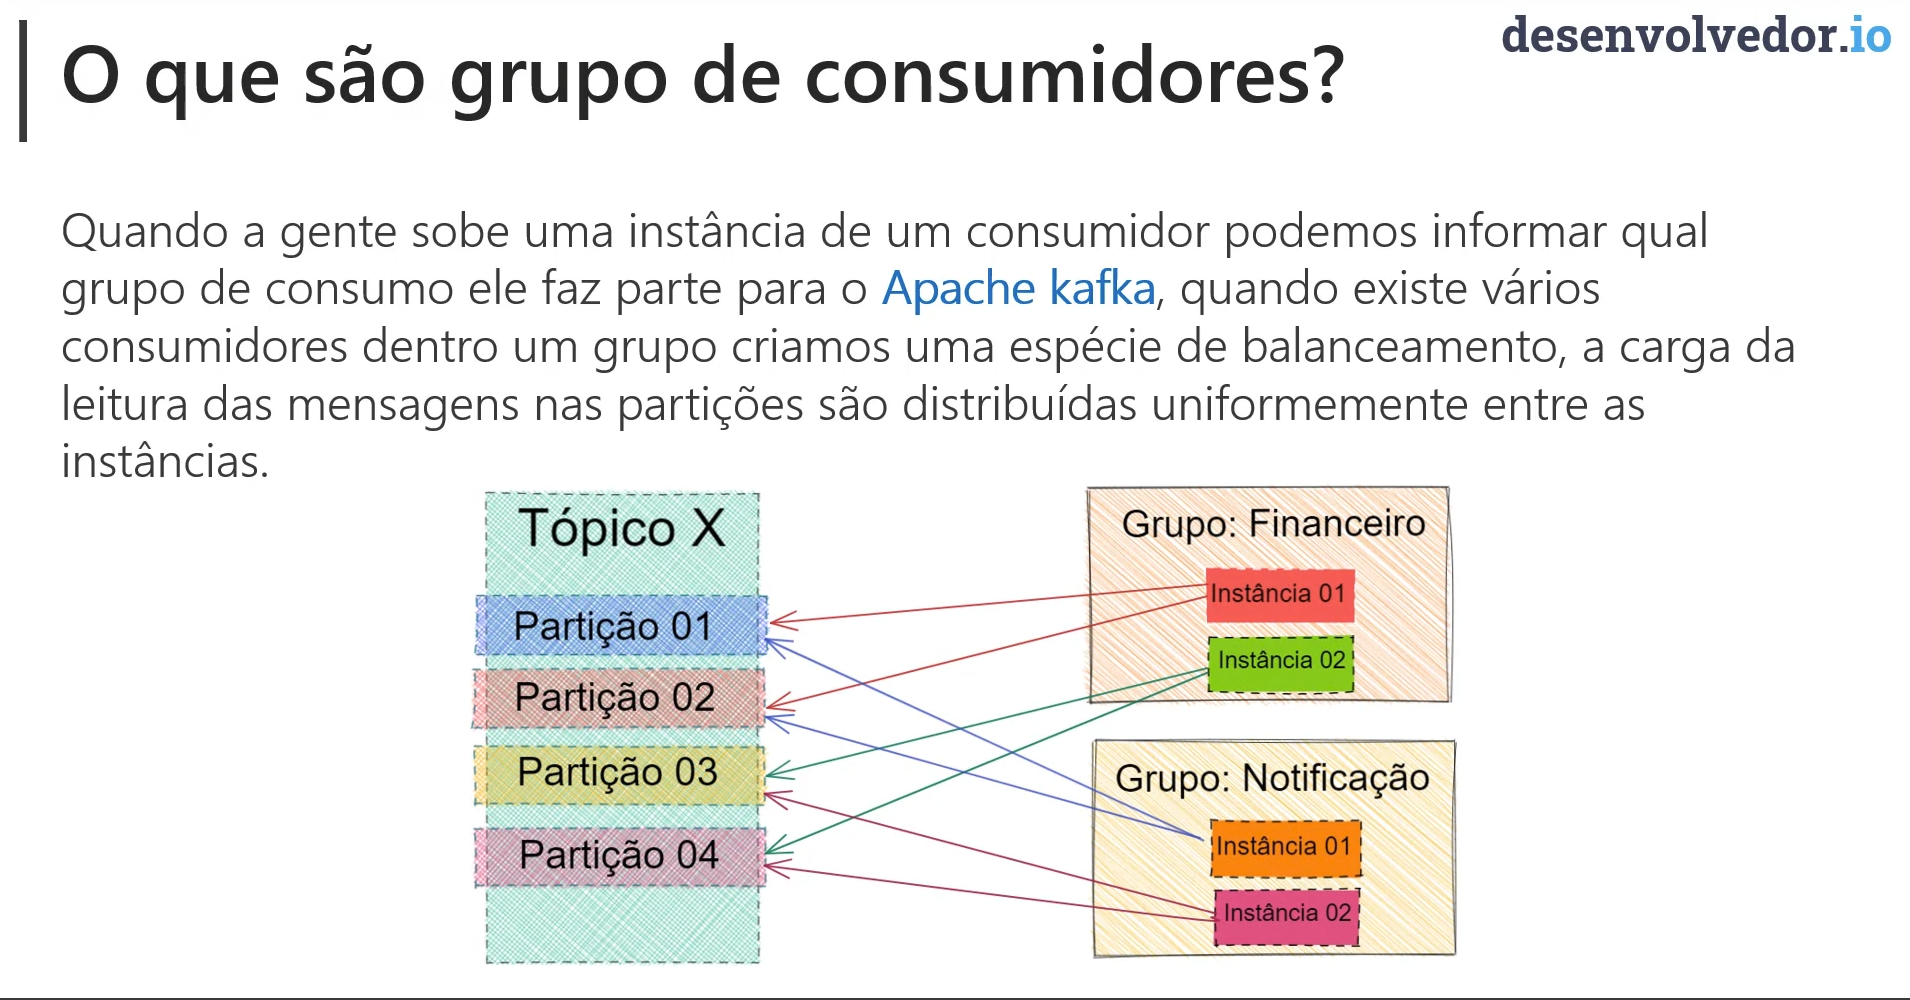 desenvolvedor.io
O que são grupo de consumidores?
Quando a gente sobe uma instância de um consumidor podemos informar qual
grupo de consumo ele faz parte para o Apache kafka, quando existe vários
consumidores dentro um grupo criamos uma espécie de balanceamento, a carga da
leitura das mensagens nas partições são distribuídas uniformemente entre as
instâncias.
Tópico X
Partição 01
Partição 02
Partição 03
Partição 04
Grupo: Financeiro
Instância 01
Instância 02
Grupo: Notificação
Instância 01
Instância 02